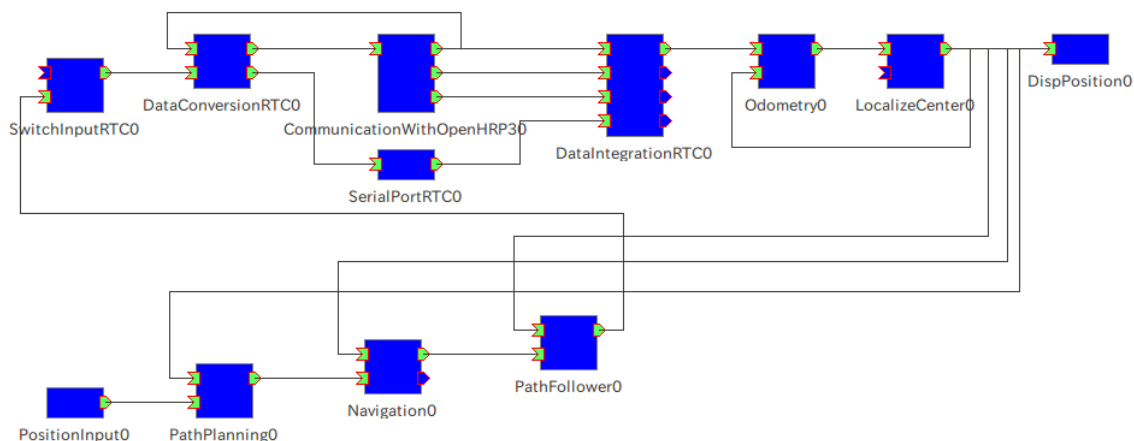 DispPosition0
DataConversionRTC0
Odometry0
LocalizeCenter0
SwitchInputRTC0
CommunicationWithOpenHRP30
DataIntegrationRTC0
SerialPortRTC0
PathFollower0
Navigation0
PositionInput0
PathPlanning0